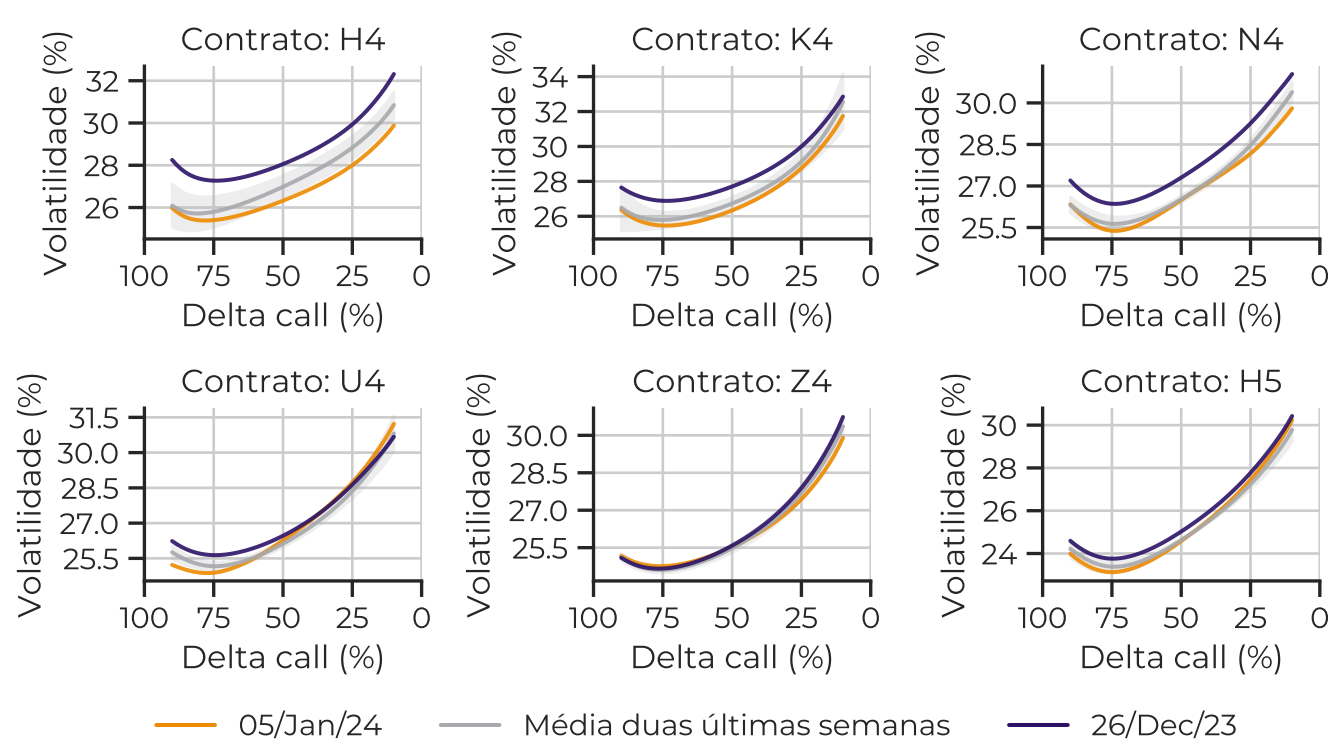 Contrato: H4
Volatilidade (%)
32
30
28
26
100 75 50 25 0
Delta call (%)
Contrato: K4
Volatilidade (%)
34
32
30
28
26
100 75 50 25 0
Delta call (%)
Contrato: N4
Volatilidade (%)
30.0
28.5
27.0
25.5
100 75 50 25 0
Delta call (%)
Contrato: U4
Volatilidade (%)
31.5
30.0
28.5
27.0
25.5
100 75 50 25 0
Delta call (%)
Contrato: Z4
Volatilidade (%)
30.0
28.5
27.0
25.5
100 75 50 25 0
Delta call (%)
Contrato: H5
Volatilidade (%)
30
28
26
24
100 75 50 25 0
Delta call (%)
05/Jan/24 Média duas últimas semanas 26/Dec/23